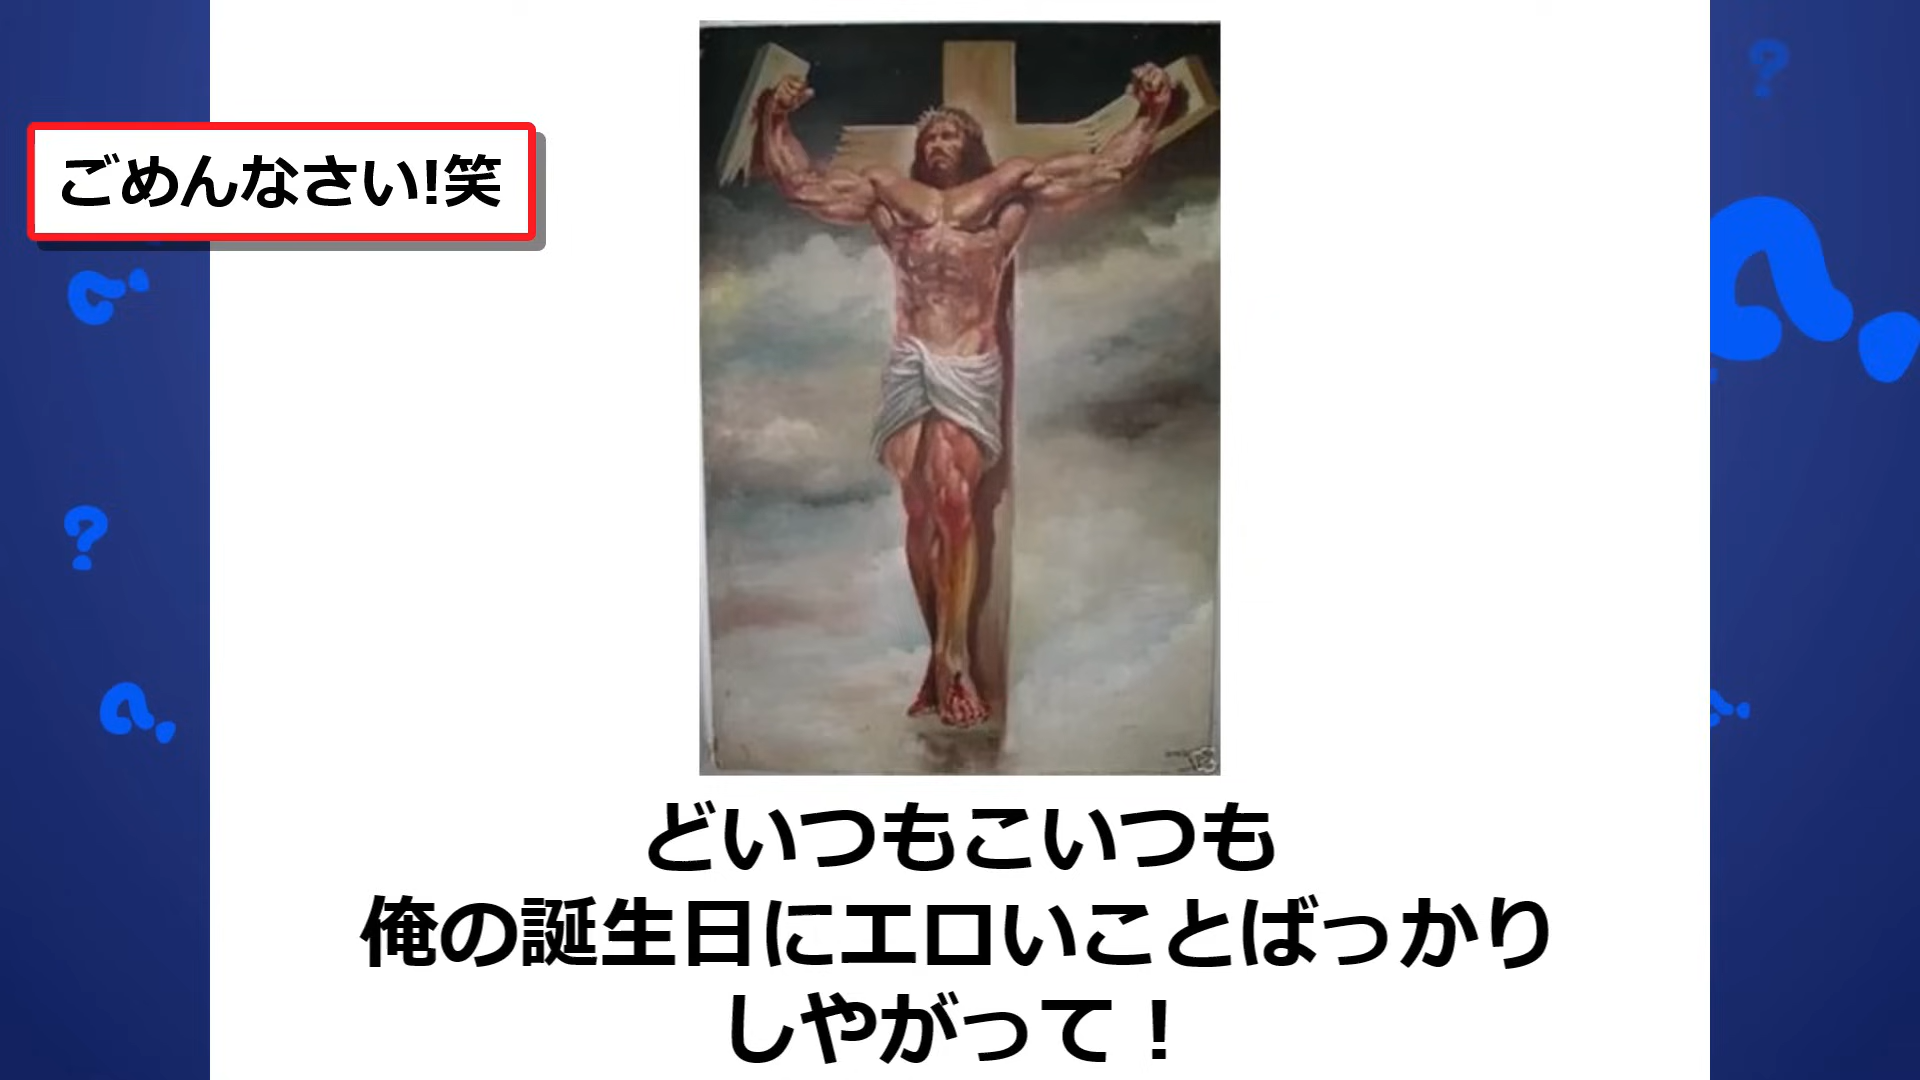 ごめんなさい!笑
どいつもこいつも
俺の誕生日にエロいことばっかり
しやがって！